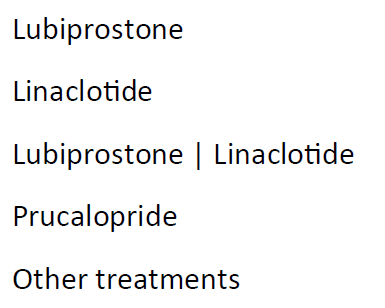 Lubiprostone
Linaclotide
Lubiprostone | Linaclotide
Prucalopride
Other treatments